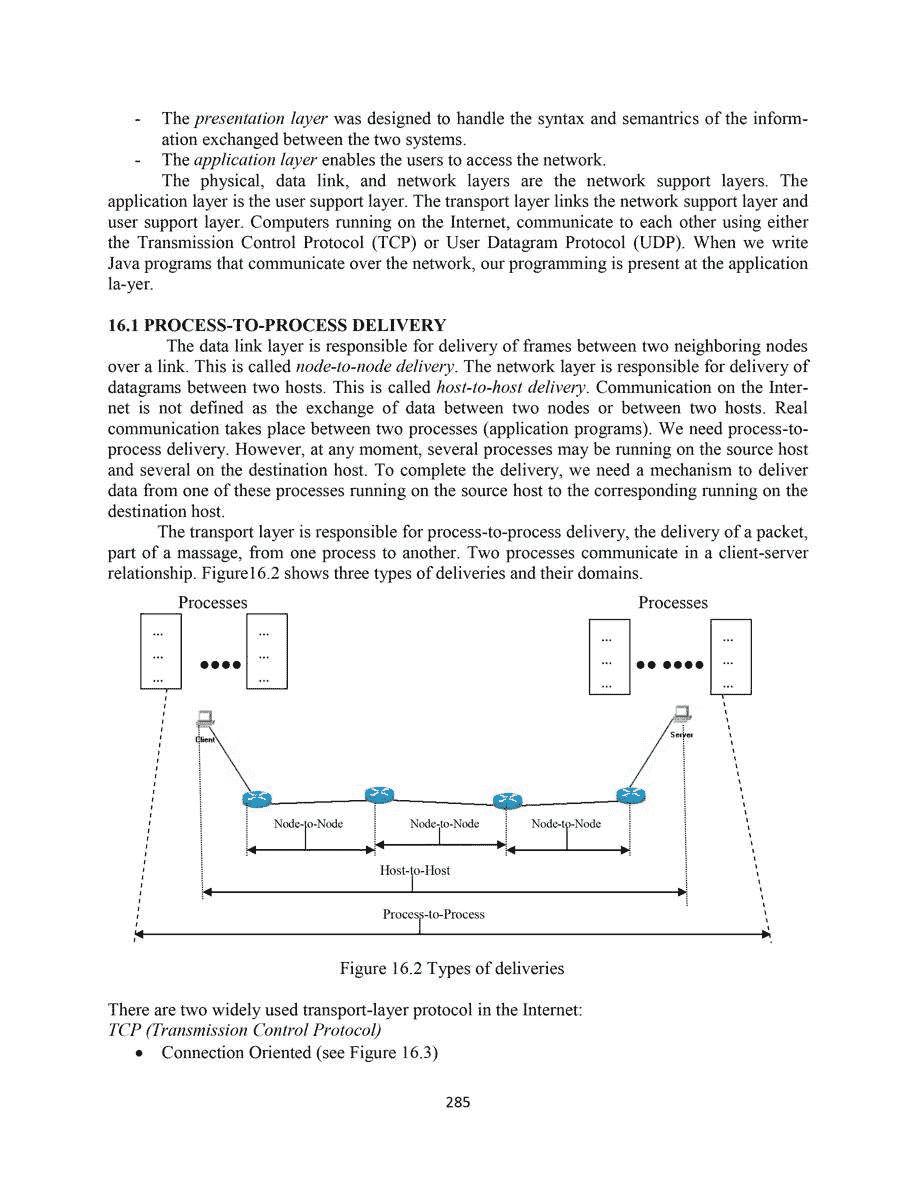 - The presentation layer was designed to handle the syntax and semantrics of the inform-
ation exchanged between the two systems.
- The application layer enables the users to access the network.
The physical, data link, and network layers are the network support layers. The
application layer is the user support layer. The transport layer links the network support layer and
user support layer. Computers running on the Internet, communicate to each other using either
the Transmission Control Protocol (TCP) or User Datagram Protocol (UDP). When we write
Java programs that communicate over the network, our programming is present at the application
la-yer.
16.1 PROCESS-TO-PROCESS DELIVERY
The data link layer is responsible for delivery of frames between two neighboring nodes
over a link. This is called node-to-node delivery. The network layer is responsible for delivery of
datagrams between two hosts. This is called host-to-host delivery. Communication on the Inter-
net is not defined as the exchange of data between two nodes or between two hosts. Real
communication takes place between two processes (application programs). We need process-to-
process delivery. However, at any moment, several processes may be running on the source host
and several on the destination host. To complete the delivery, we need a mechanism to deliver
data from one of these processes running on the source host to the corresponding running on the
destination host.
The transport layer is responsible for process-to-process delivery, the delivery of a packet,
part of a massage, from one process to another. Two processes communicate in a client-server
relationship. Figure16.2 shows three types of deliveries and their domains.
Processes Processes
... ... ... ...
... ... ... ...
... ... ... ...
Client Server
Node-to-Node Node-to-Node Node-to-Node
Host-to-Host
Process-to-Process
Figure 16.2 Types of deliveries
There are two widely used transport-layer protocol in the Internet:
TCP (Transmission Control Protocol)
• Connection Oriented (see Figure 16.3)
285